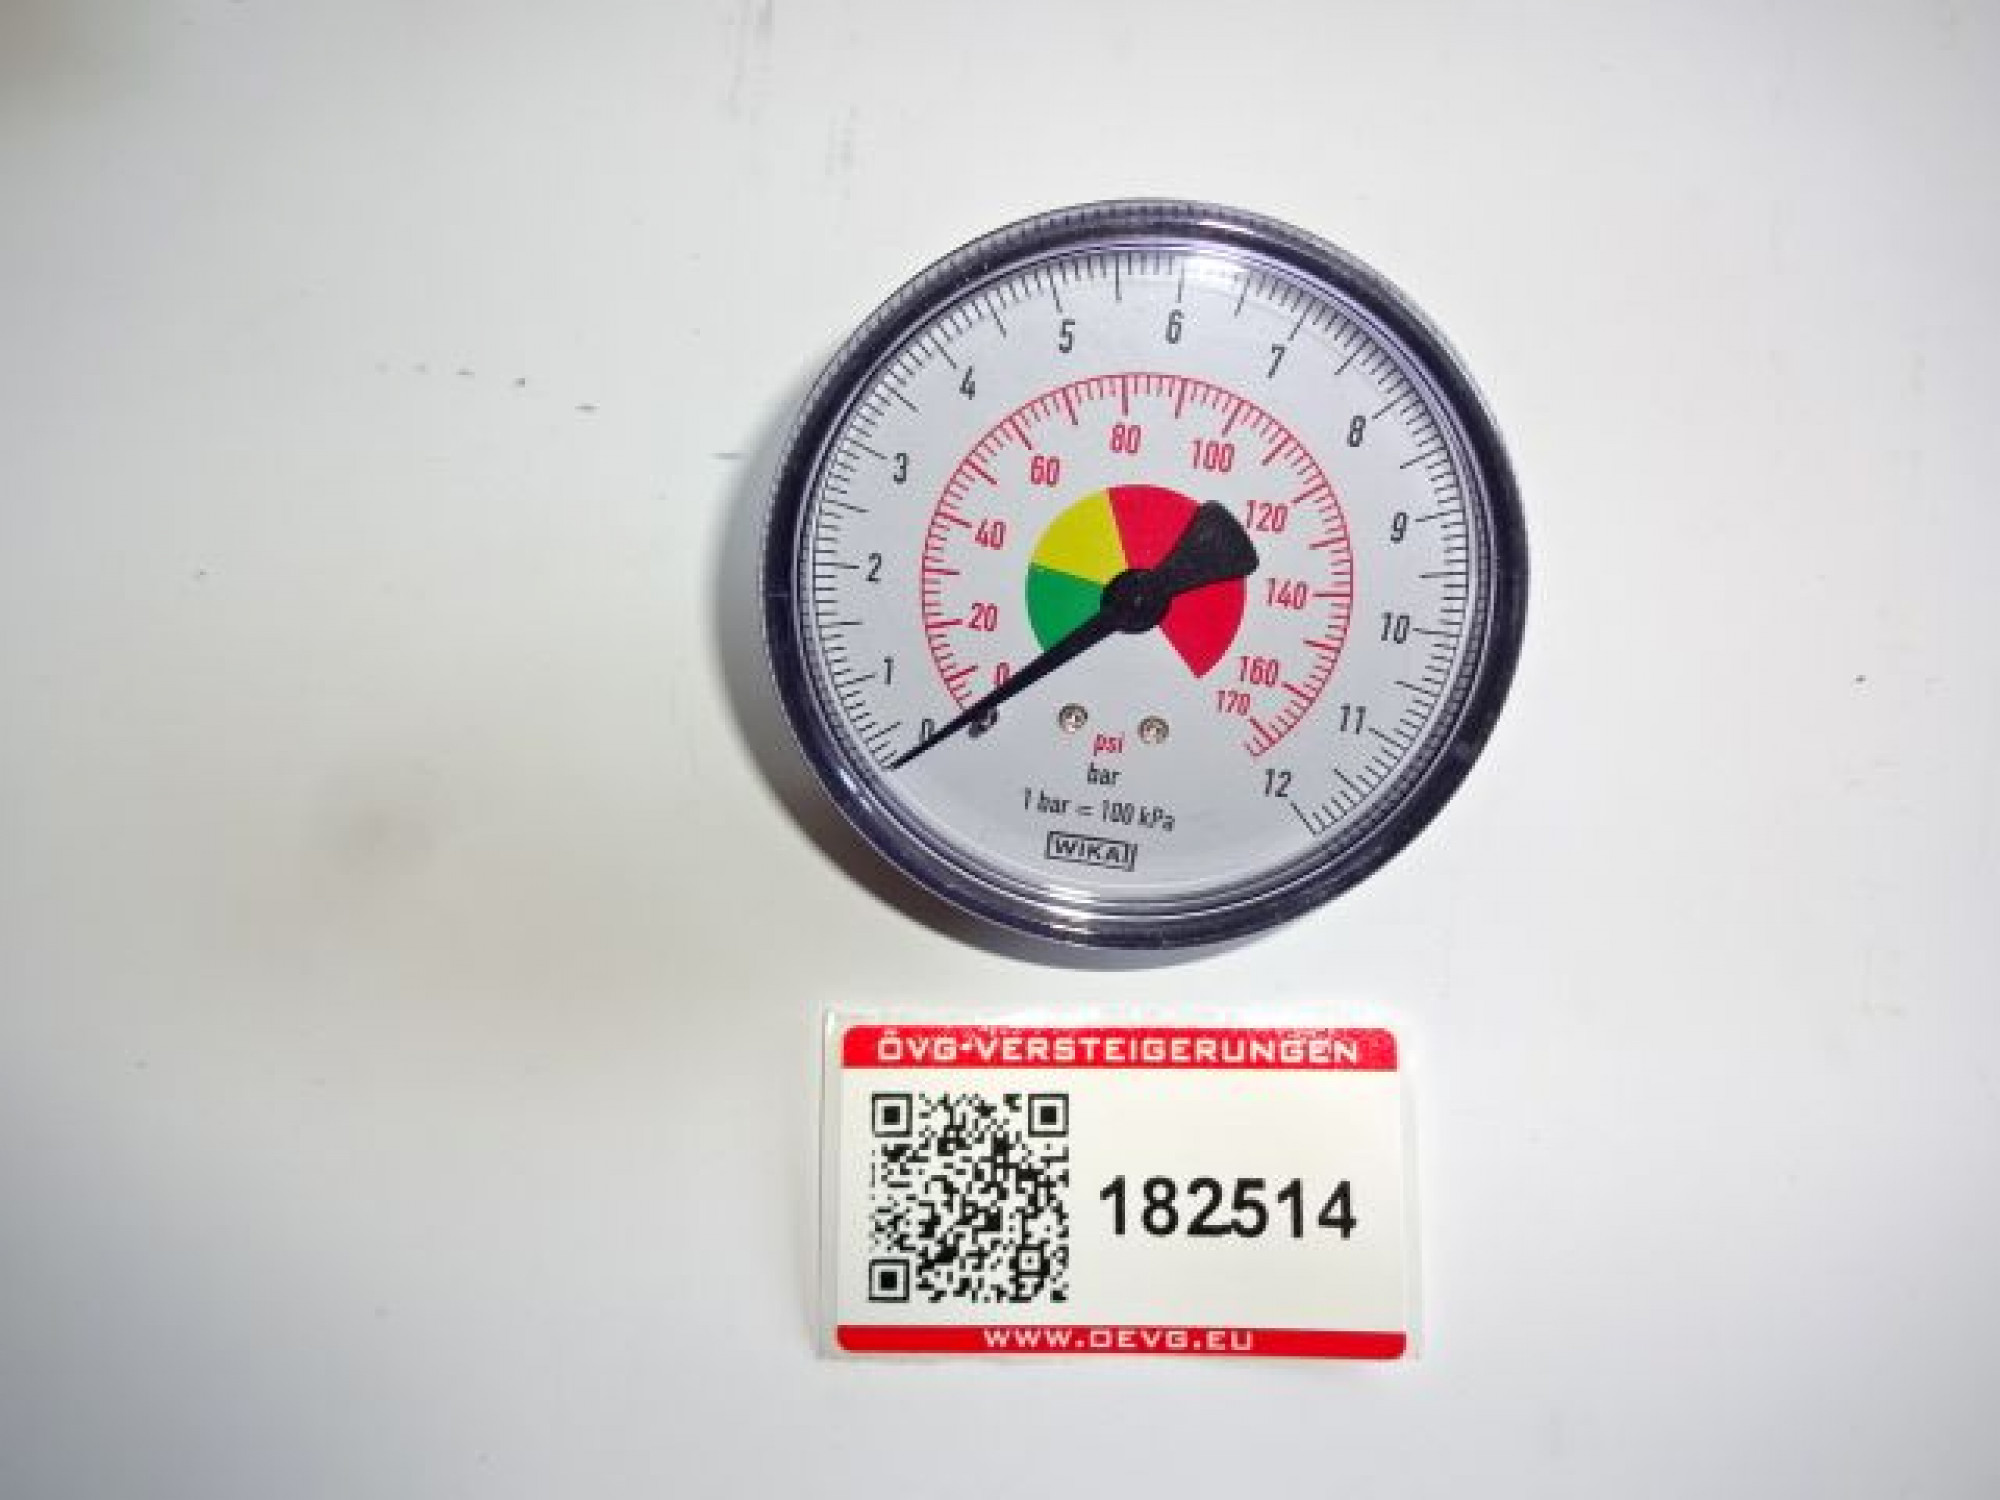 0 1 2 3 4 5 6 7 8 9 10 11 12
0 20 40 60 80 100 120 140 160 170
psi
bar
1 bar = 100 kPa
WIKA
ÖVG-VERSTEIGERUNGEN
182514
WWW.OEVG.EU